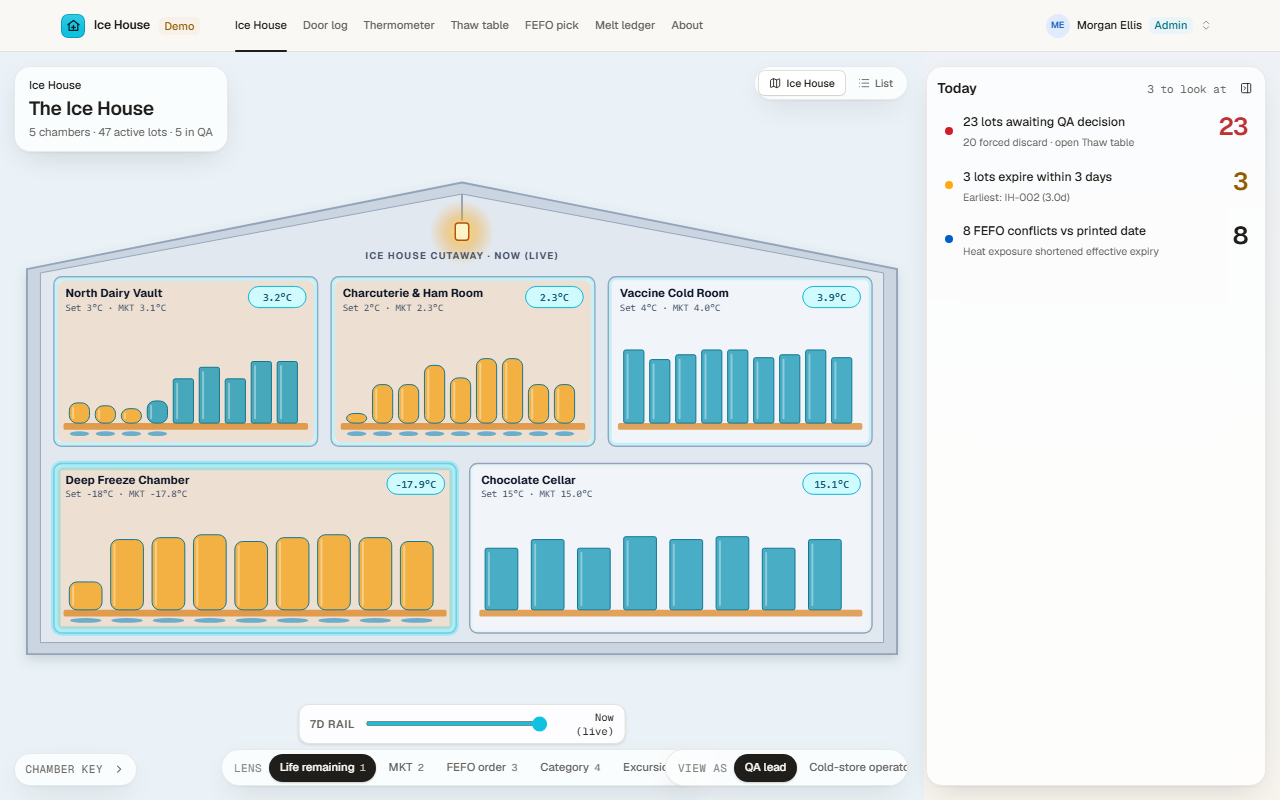 Ice House Demo Ice House Door log Thermometer Thaw table FEFO pick Melt ledger About ME Morgan Ellis Admin
Ice House
The Ice House
5 chambers · 47 active lots · 5 in QA
Ice House List
Today 3 to look at
23 lots awaiting QA decision 23
20 forced discard · open Thaw table
3 lots expire within 3 days 3
Earliest: IH-002 (3.0d)
8 FEFO conflicts vs printed date 8
Heat exposure shortened effective expiry
ICE HOUSE CUTAWAY · NOW (LIVE)
North Dairy Vault 3.2°C
Set 3°C · MKT 3.1°C
Charcuterie & Ham Room 2.3°C
Set 2°C · MKT 2.3°C
Vaccine Cold Room 3.9°C
Set 4°C · MKT 4.0°C
Deep Freeze Chamber -17.9°C
Set -18°C · MKT -17.8°C
Chocolate Cellar 15.1°C
Set 15°C · MKT 15.0°C
7D RAIL Now (live)
CHAMBER KEY
LENS Life remaining 1 MKT 2 FEFO order 3 Category 4 Excursio
VIEW AS QA lead Cold-store operato